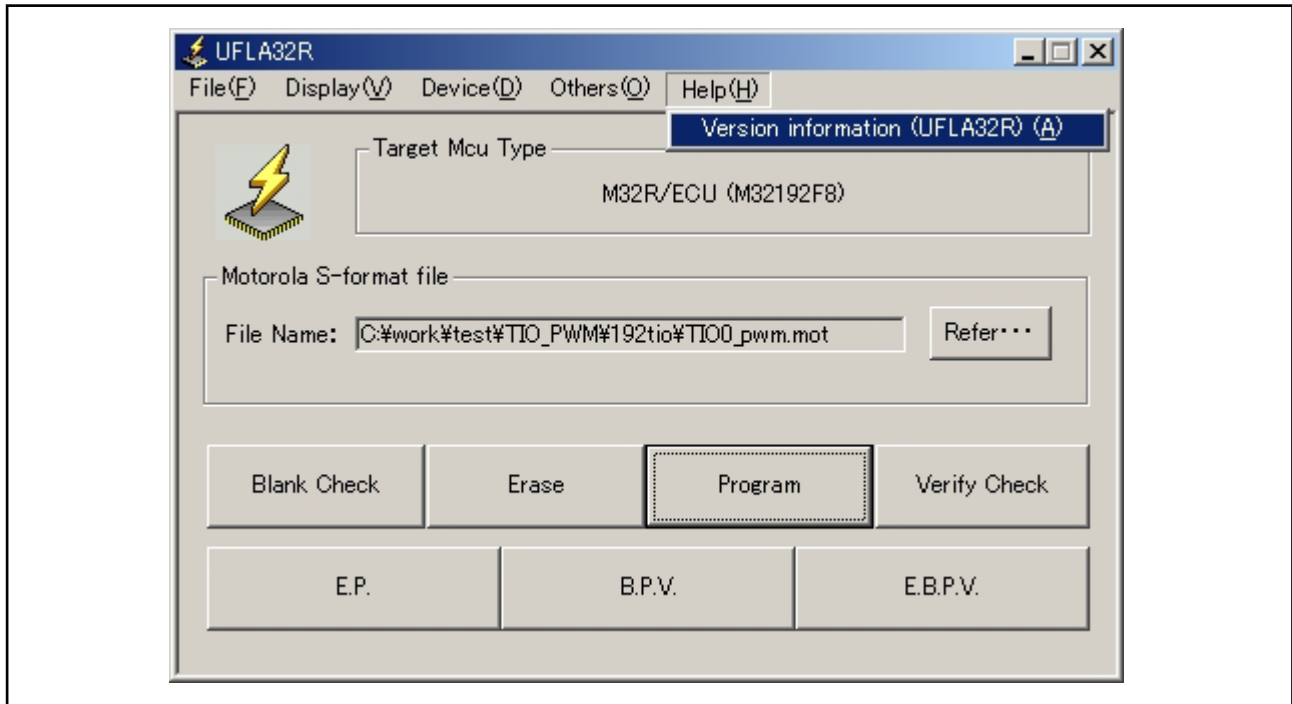 UFLA32R
File(F) Display(V) Device(D) Others(O) Help(H)
Version information (UFLA32R) (A)
Target Mcu Type
M32R/ECU (M32192F8)
Motorola S-format file
File Name: C:¥work¥test¥TIO_PWM¥192tio¥TIO0_pwm.mot Refer･･･
Blank Check Erase Program Verify Check
E.P. B.P.V. E.B.P.V.